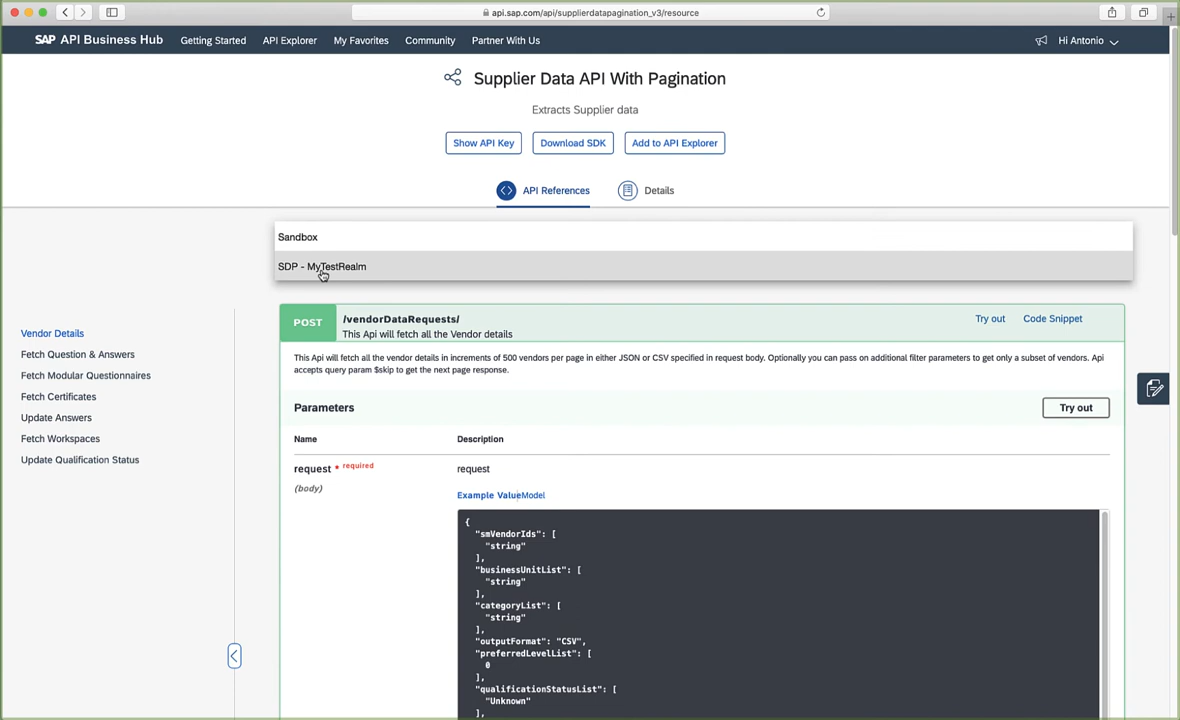 api.sap.com/api/supplierdatapagination_v3/resource
SAP API Business Hub Getting Started API Explorer My Favorites Community Partner With Us Hi Antonio
Supplier Data API With Pagination
Extracts Supplier data
Show API Key Download SDK Add to API Explorer
API References Details
Sandbox
SDP - MyTestRealm
Vendor Details
Fetch Question & Answers
Fetch Modular Questionnaires
Fetch Certificates
Update Answers
Fetch Workspaces
Update Qualification Status
POST /vendorDataRequests/ Try out Code Snippet
This Api will fetch all the Vendor details
This Api will fetch all the vendor details in increments of 500 vendors per page in either JSON or CSV specified in request body. Optionally you can pass on additional filter parameters to get only a subset of vendors. Api
accepts query param $skip to get the next page response.
Parameters Try out
Name Description
request * required request
(body)
Example ValueModel
{
"smVendorIds": [
"string"
],
"businessUnitList": [
"string"
],
"categoryList": [
"string"
],
"outputFormat": "CSV",
"preferredLevelList": [
0
],
"qualificationStatusList": [
"Unknown"
],